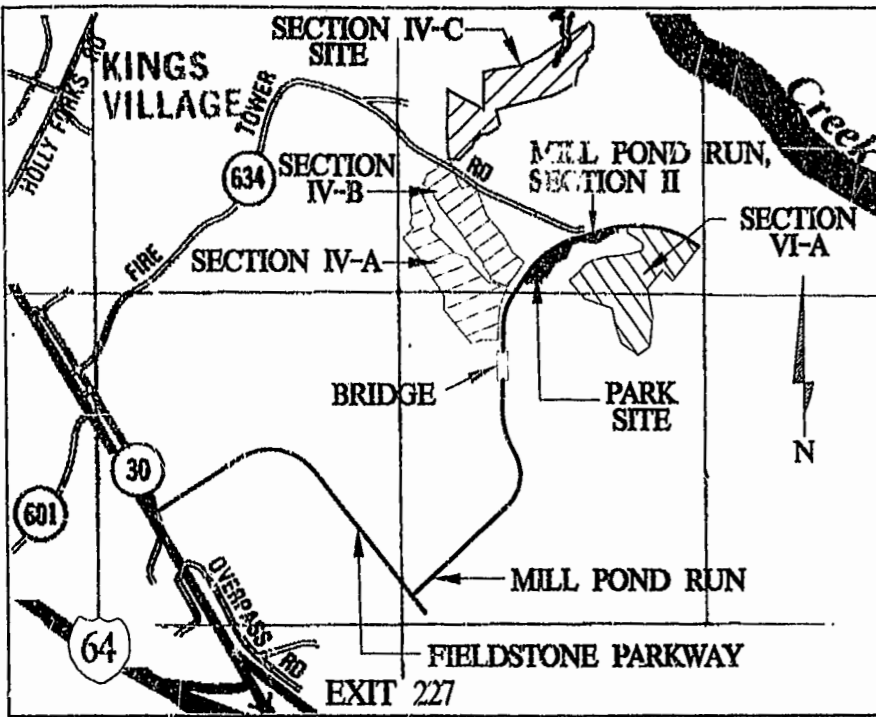 SECTION IV-C
SITE
KINGS
VILLAGE
HOLLY FORKS RD
TOWER
634
SECTION
IV-B
RD
MILL POND RUN,
SECTION II
Creek
SECTION
VI-A
SECTION IV-A
FIRE
BRIDGE
PARK
SITE
N
30
601
OVERPASS
RD
MILL POND RUN
64
FIELDSTONE PARKWAY
EXIT 227